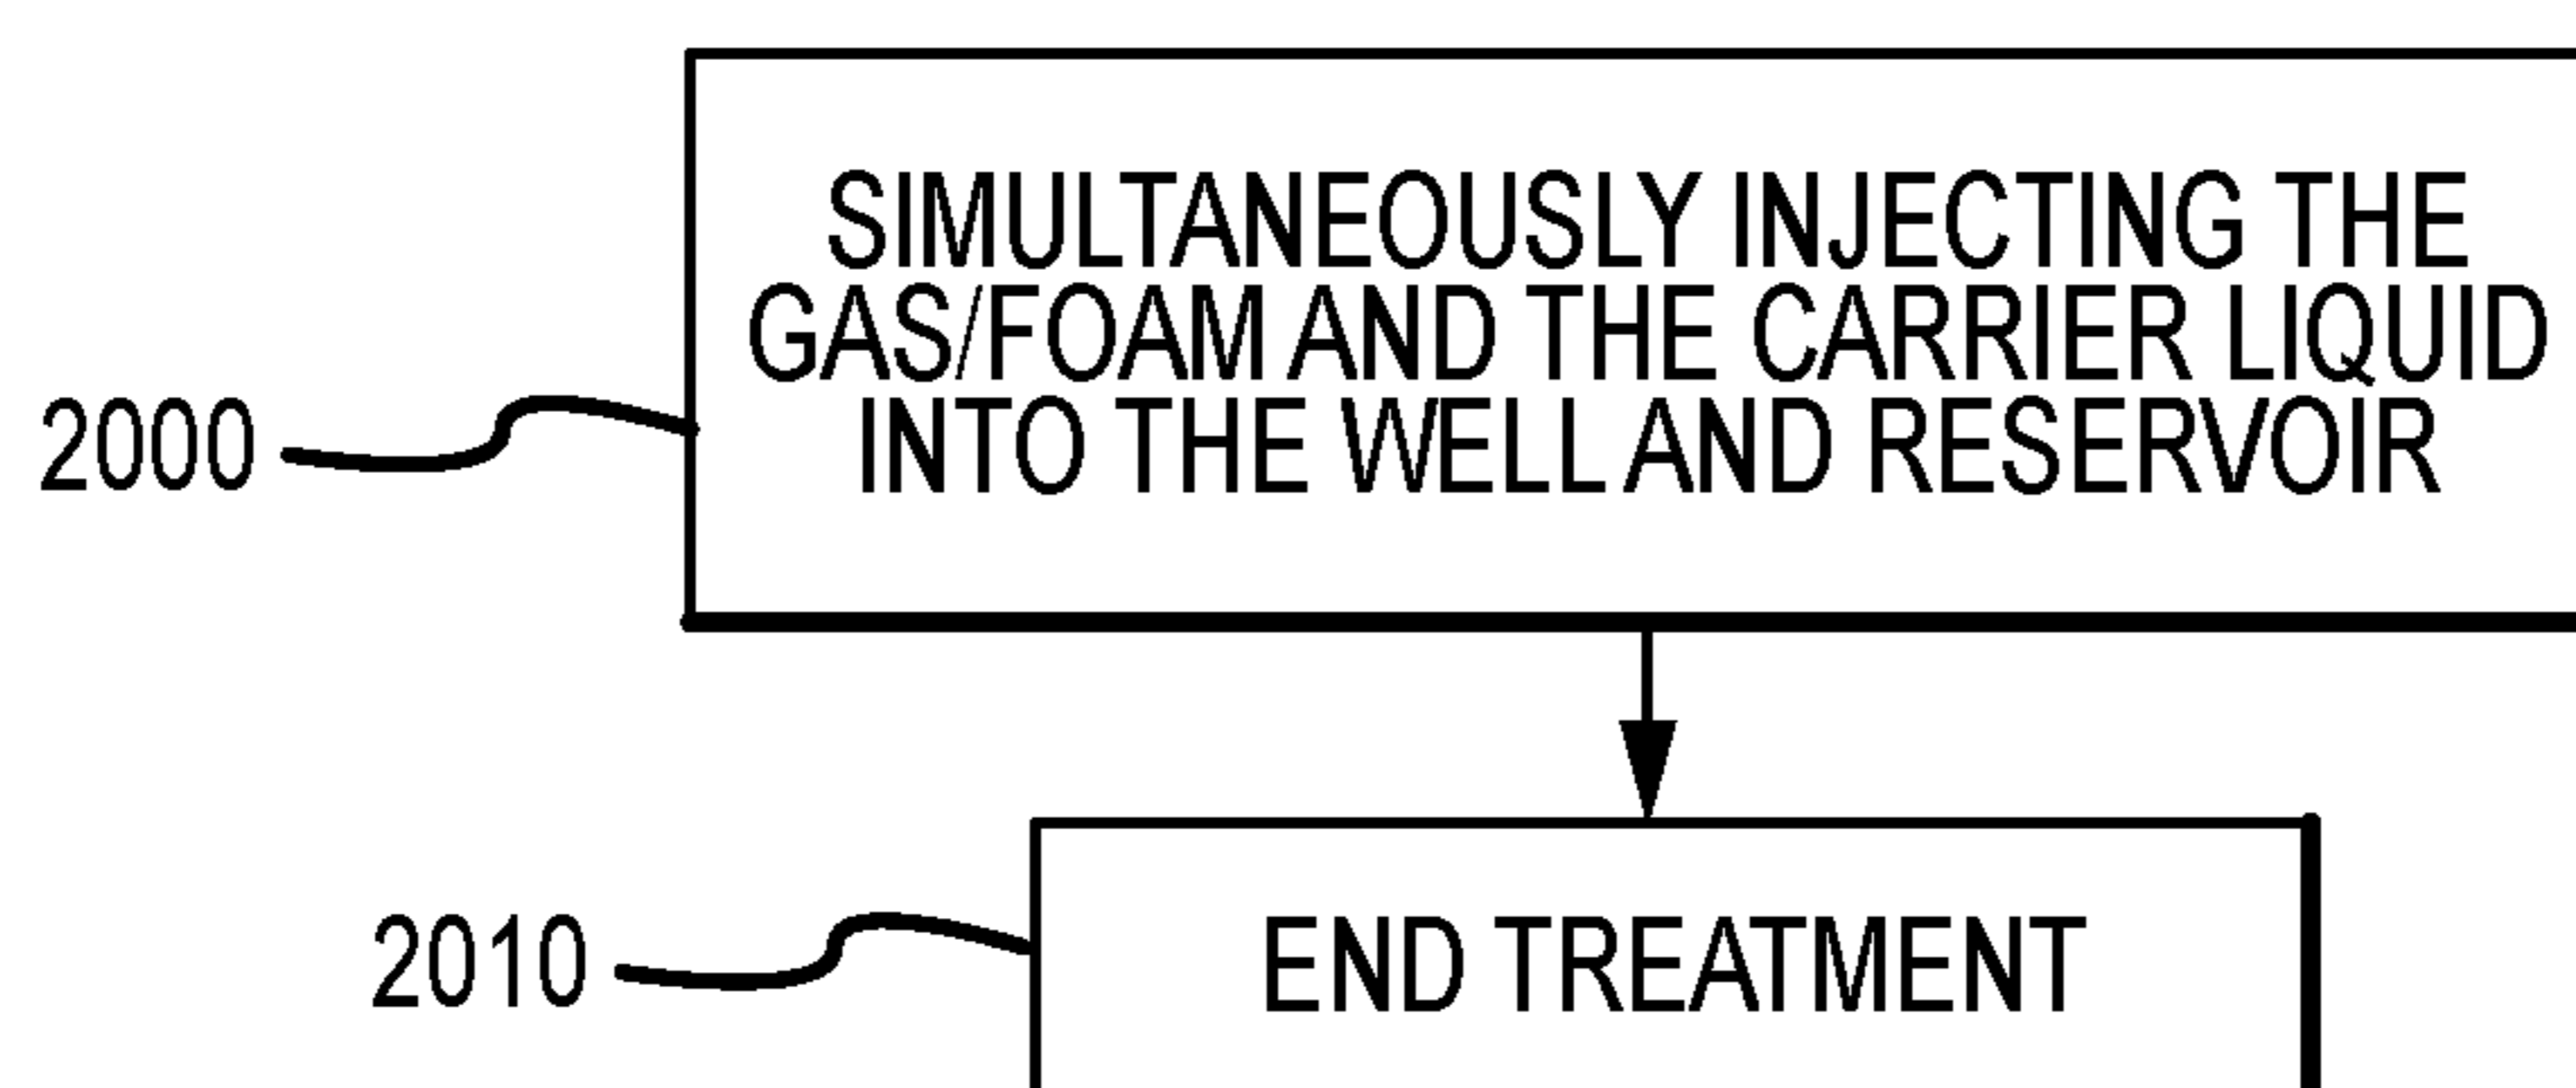 SIMULTANEOUSLY INJECTING THE
GAS/FOAM AND THE CARRIER LIQUID
INTO THE WELL AND RESERVOIR
2000
2010
END TREATMENT